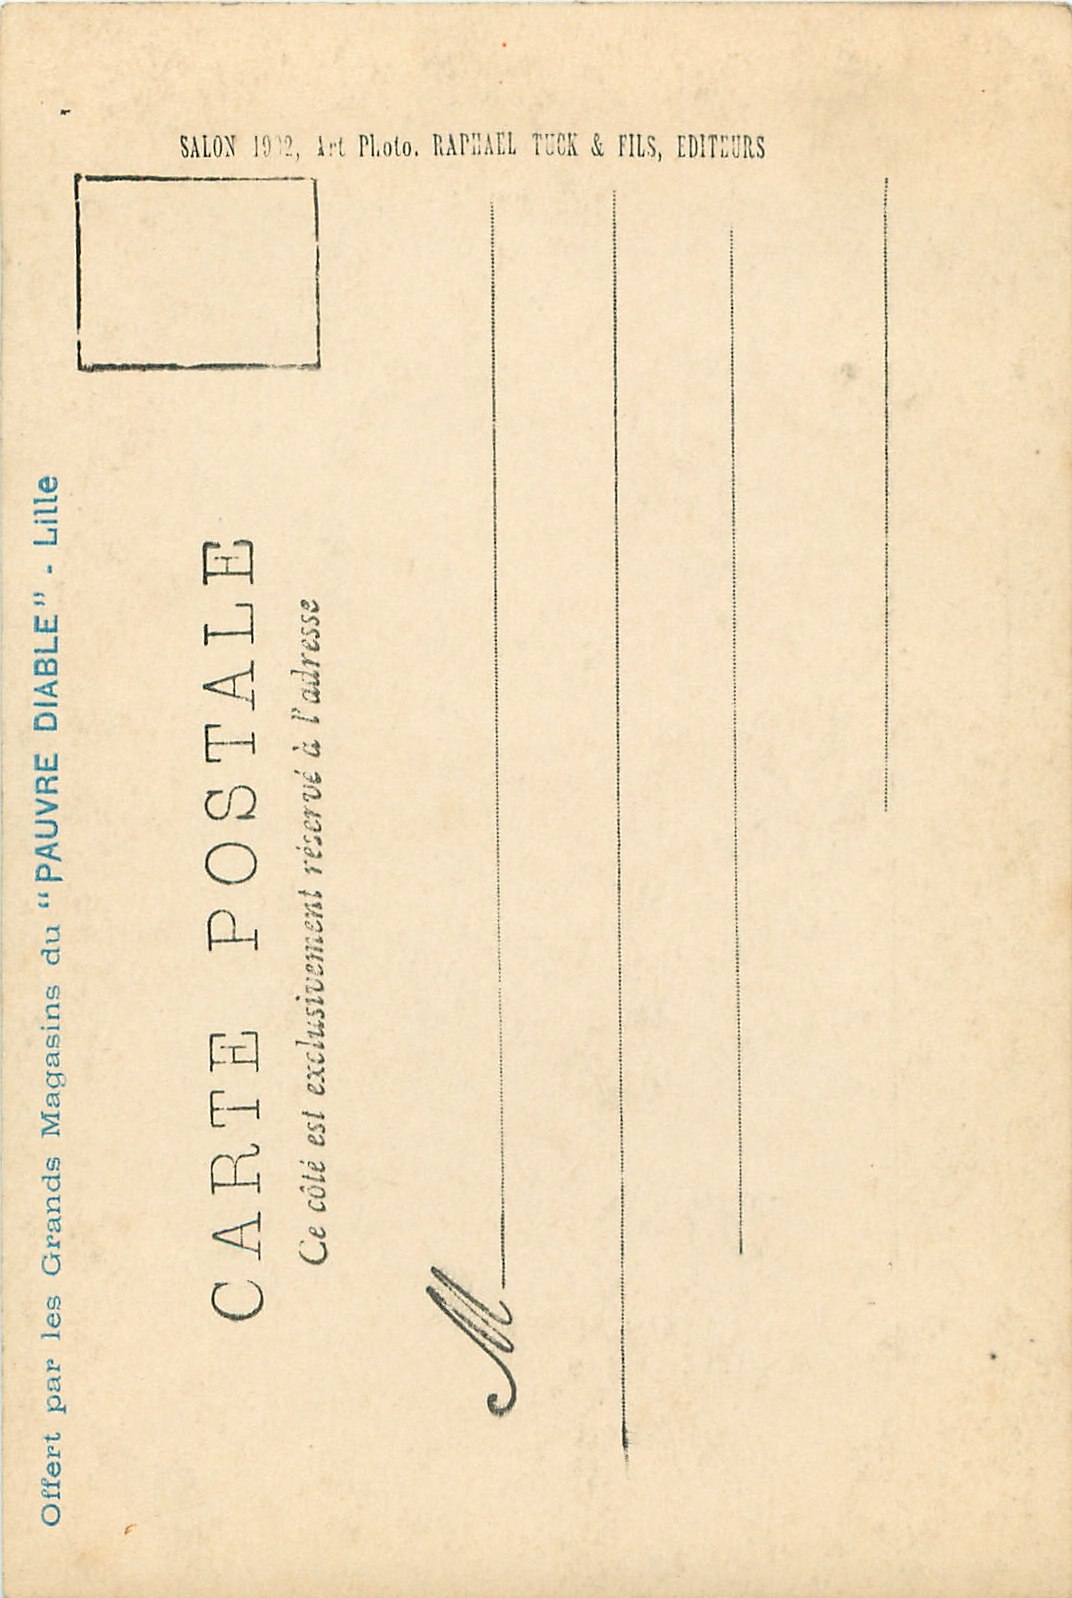 Offert par les Grands Magasins du "PAUVRE DIABLE" - Lille
SALON 1902, Art Photo. RAPHAEL TUCK & FILS, EDITEURS
CARTE POSTALE
Ce côté est exclusivement réservé à l'adresse
M